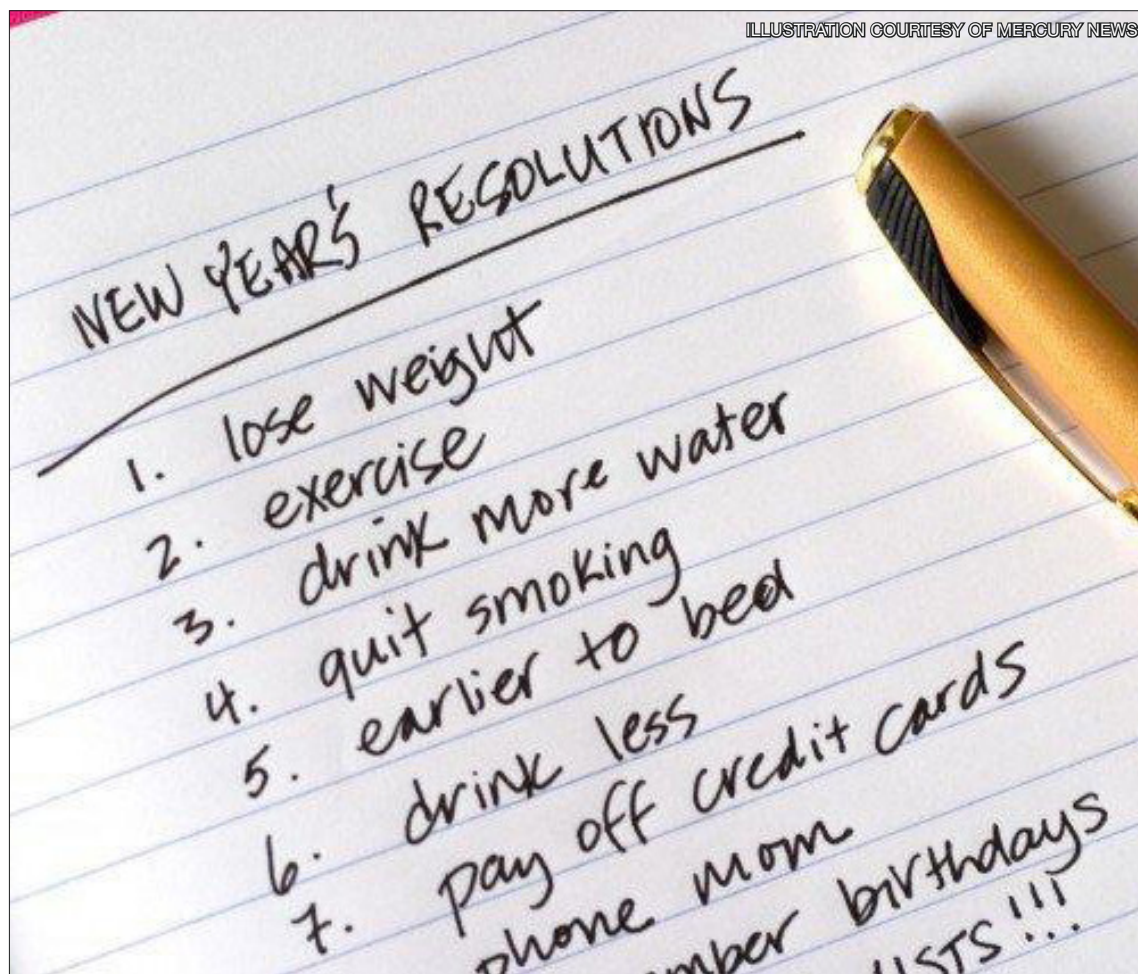 ILLUSTRATION COURTESY OF MERCURY NEWS
NEW YEAR'S RESOLUTIONS
1. lose weight
2. exercise
3. drink more water
4. quit smoking
5. earlier to bed
6. drink less
7. pay off credit cards
phone mom
birthdays